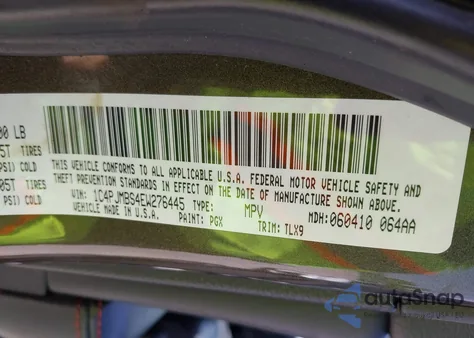 00 LB
5T TIRES
PSI) COLD
05T TIRES
PSI) COLD
THIS VEHICLE CONFORMS TO ALL APPLICABLE U.S.A. FEDERAL MOTOR VEHICLE SAFETY AND
THEFT PREVENTION STANDARDS IN EFFECT ON THE DATE OF MANUFACTURE SHOWN ABOVE.
VIN: 1C4PJMBS4EW276445 TYPE: MPV MDH: 060410 064AA
MADE IN U.S.A. PAINT: PGX TRIM: TLX9
autoSnap